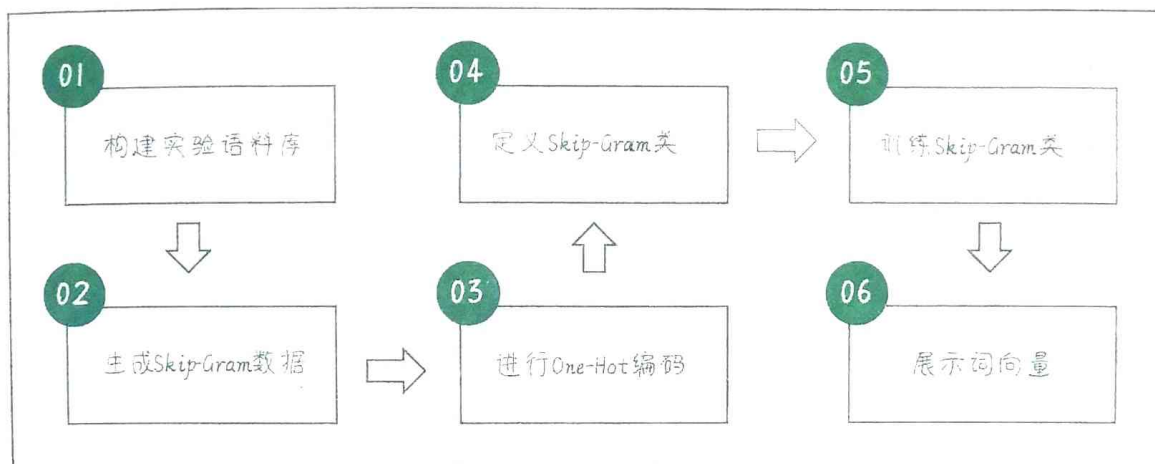 01
构建实验语料库
02
生成Skip-Gram数据
03
进行One-Hot编码
04
定义Skip-Gram类
05
训练Skip-Gram类
06
展示词向量